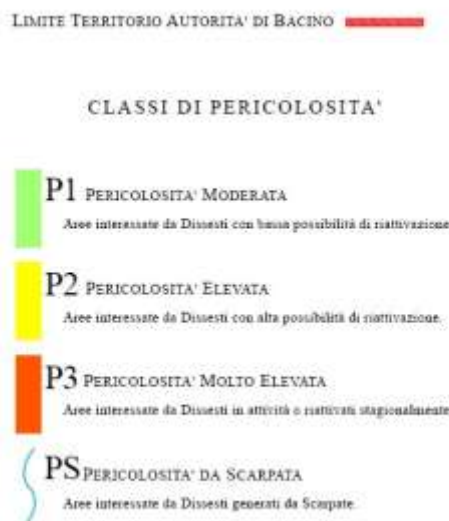 LIMITE TERRITORIO AUTORITA' DI BACINO
CLASSI DI PERICOLOSITA'
P1 PERICOLOSITA' MODERATA
Aree interessate da Dissesti con bassa possibilità di riattivazione
P2 PERICOLOSITA' ELEVATA
Aree interessate da Dissesti con alta possibilità di riattivazione.
P3 PERICOLOSITA' MOLTO ELEVATA
Aree interessate da Dissesti in attività o riattivati stagionalmente
PS PERICOLOSITA' DA SCARPATA
Aree interessate da Dissesti generati da Scarpate.